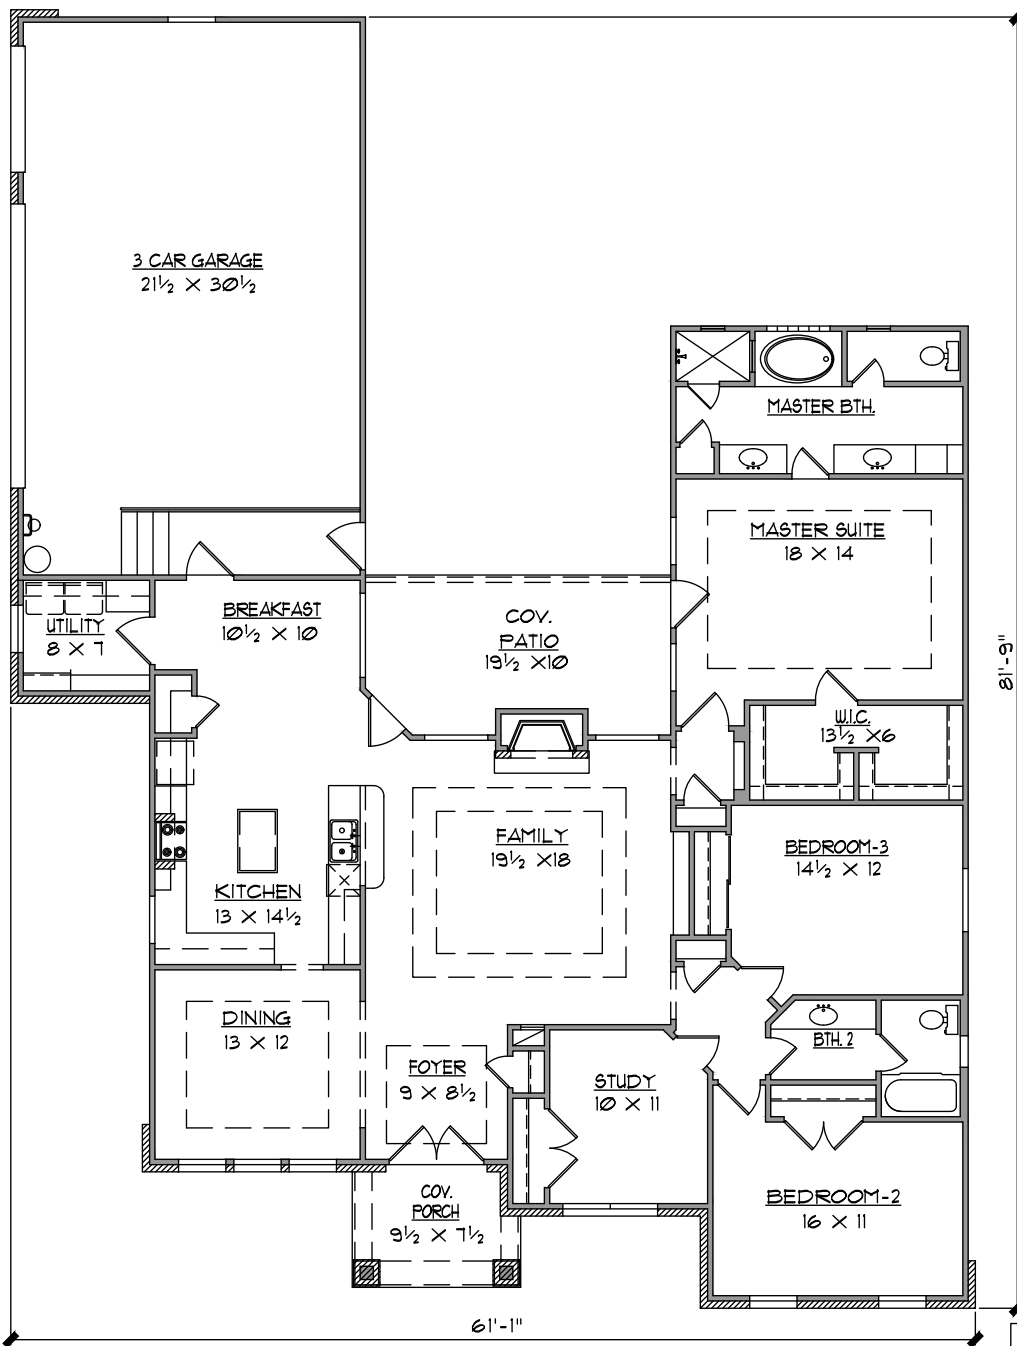 3 CAR GARAGE
21½ X 30½
MASTER BTH.
MASTER SUITE
18 X 14
BREAKFAST
10½ X 10
UTILITY
8 X 7
COV.
PATIO
19½ X10
81'-9"
W.I.C.
13½ X6
FAMILY
19½ X18
BEDROOM-3
14½ X 12
KITCHEN
13 X 14½
DINING
13 X 12
FOYER
9 X 8½
BTH. 2
STUDY
10 X 11
COV.
PORCH
9½ X 7½
BEDROOM-2
16 X 11
61'-1"